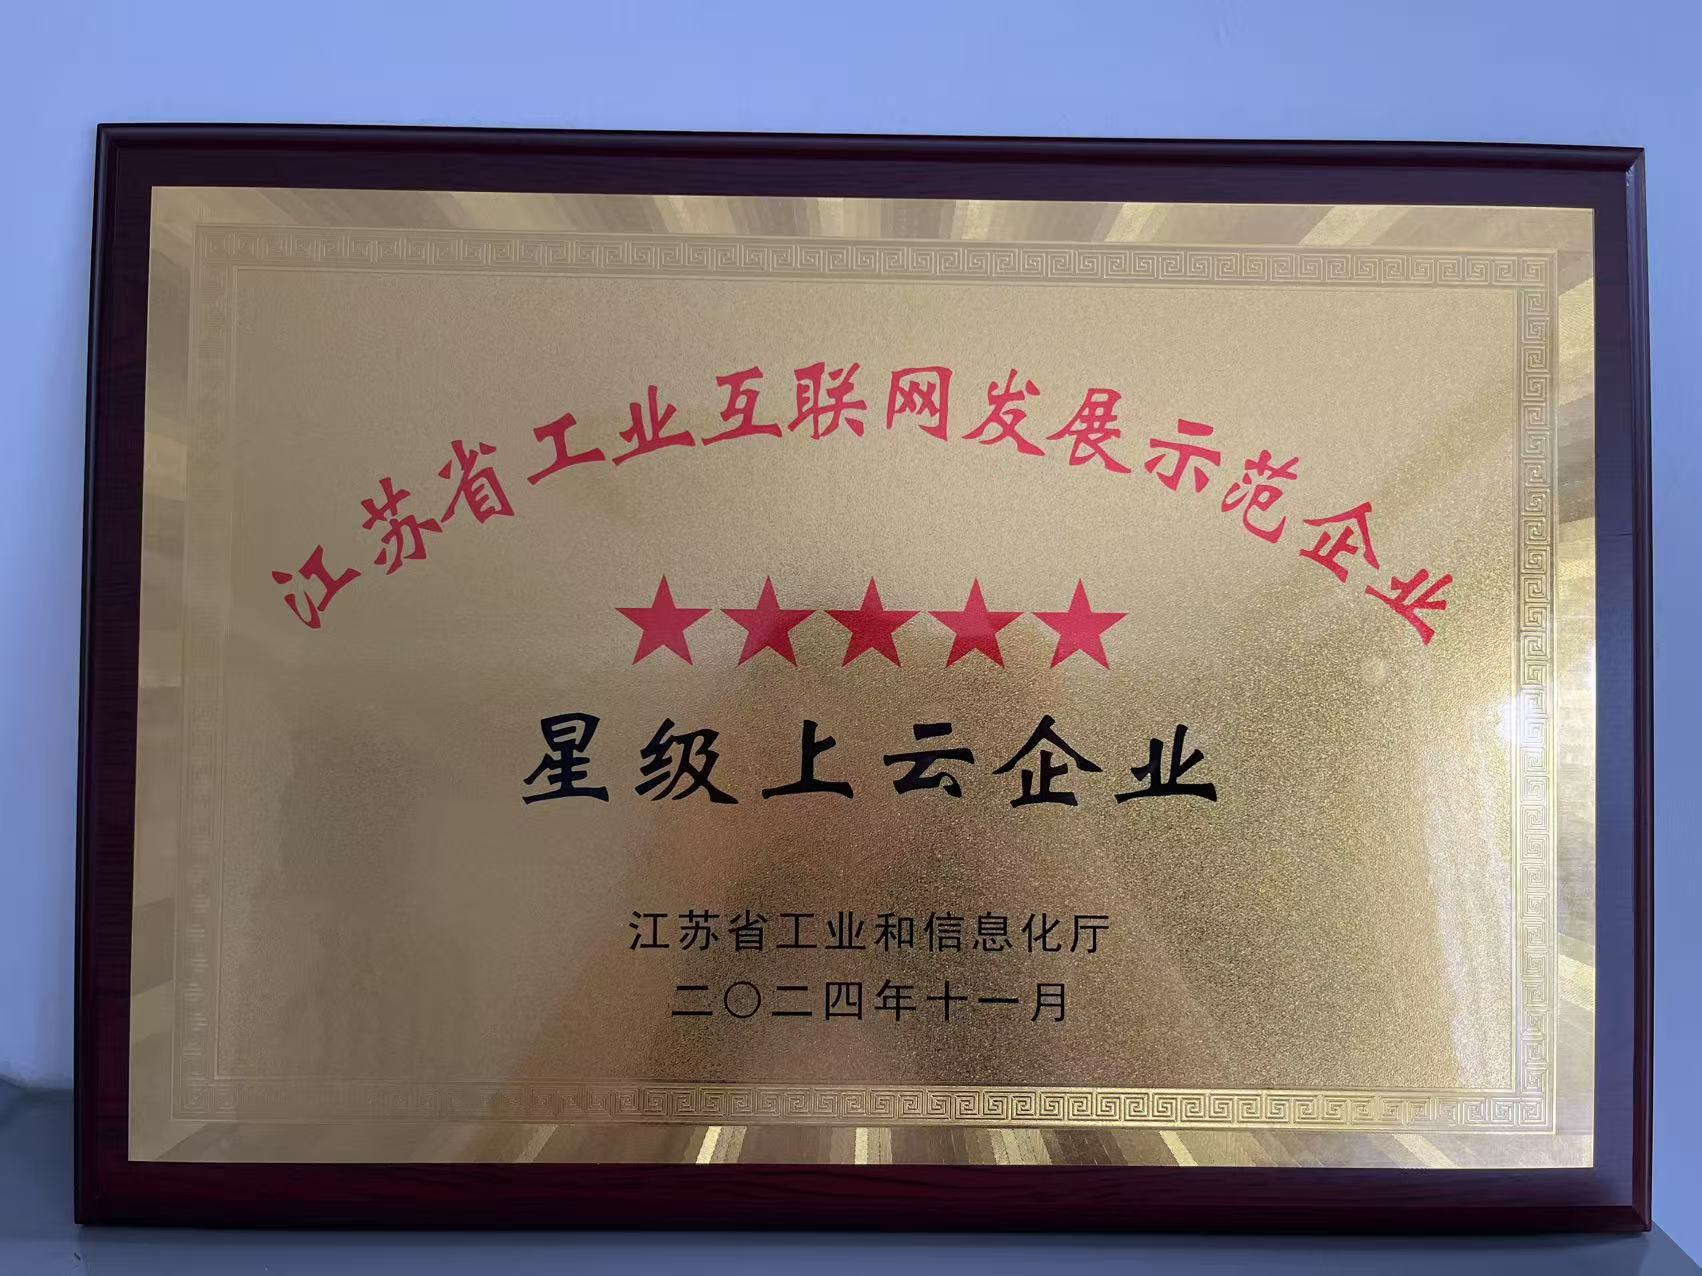 江苏省工业互联网发展示范企业
★★★★★
星级上云企业
江苏省工业和信息化厅
二〇二四年十一月